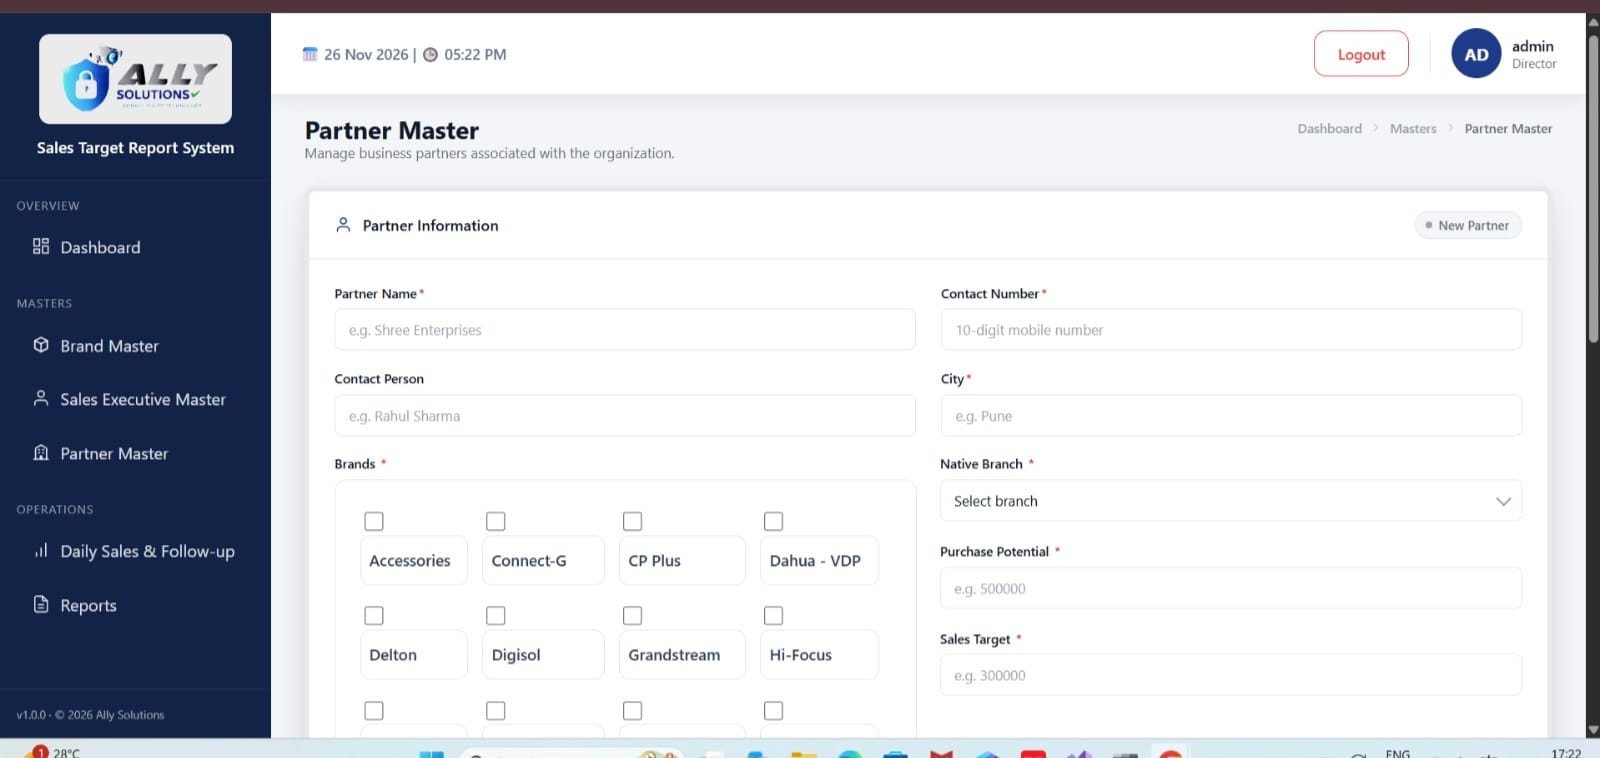 ALLY
SOLUTIONS
Sales Target Report System
OVERVIEW
Dashboard
MASTERS
Brand Master
Sales Executive Master
Partner Master
OPERATIONS
Daily Sales & Follow-up
Reports
v1.0.0 · © 2026 Ally Solutions
26 Nov 2026 | 05:22 PM
Logout
AD
admin
Director
Partner Master
Manage business partners associated with the organization.
Dashboard > Masters > Partner Master
Partner Information
New Partner
Partner Name*
e.g. Shree Enterprises
Contact Number*
10-digit mobile number
Contact Person
e.g. Rahul Sharma
City*
e.g. Pune
Brands *
Accessories
Connect-G
CP Plus
Dahua - VDP
Delton
Digisol
Grandstream
Hi-Focus
Native Branch *
Select branch
Purchase Potential *
e.g. 500000
Sales Target *
e.g. 300000
1
28°C
ENG
17:22